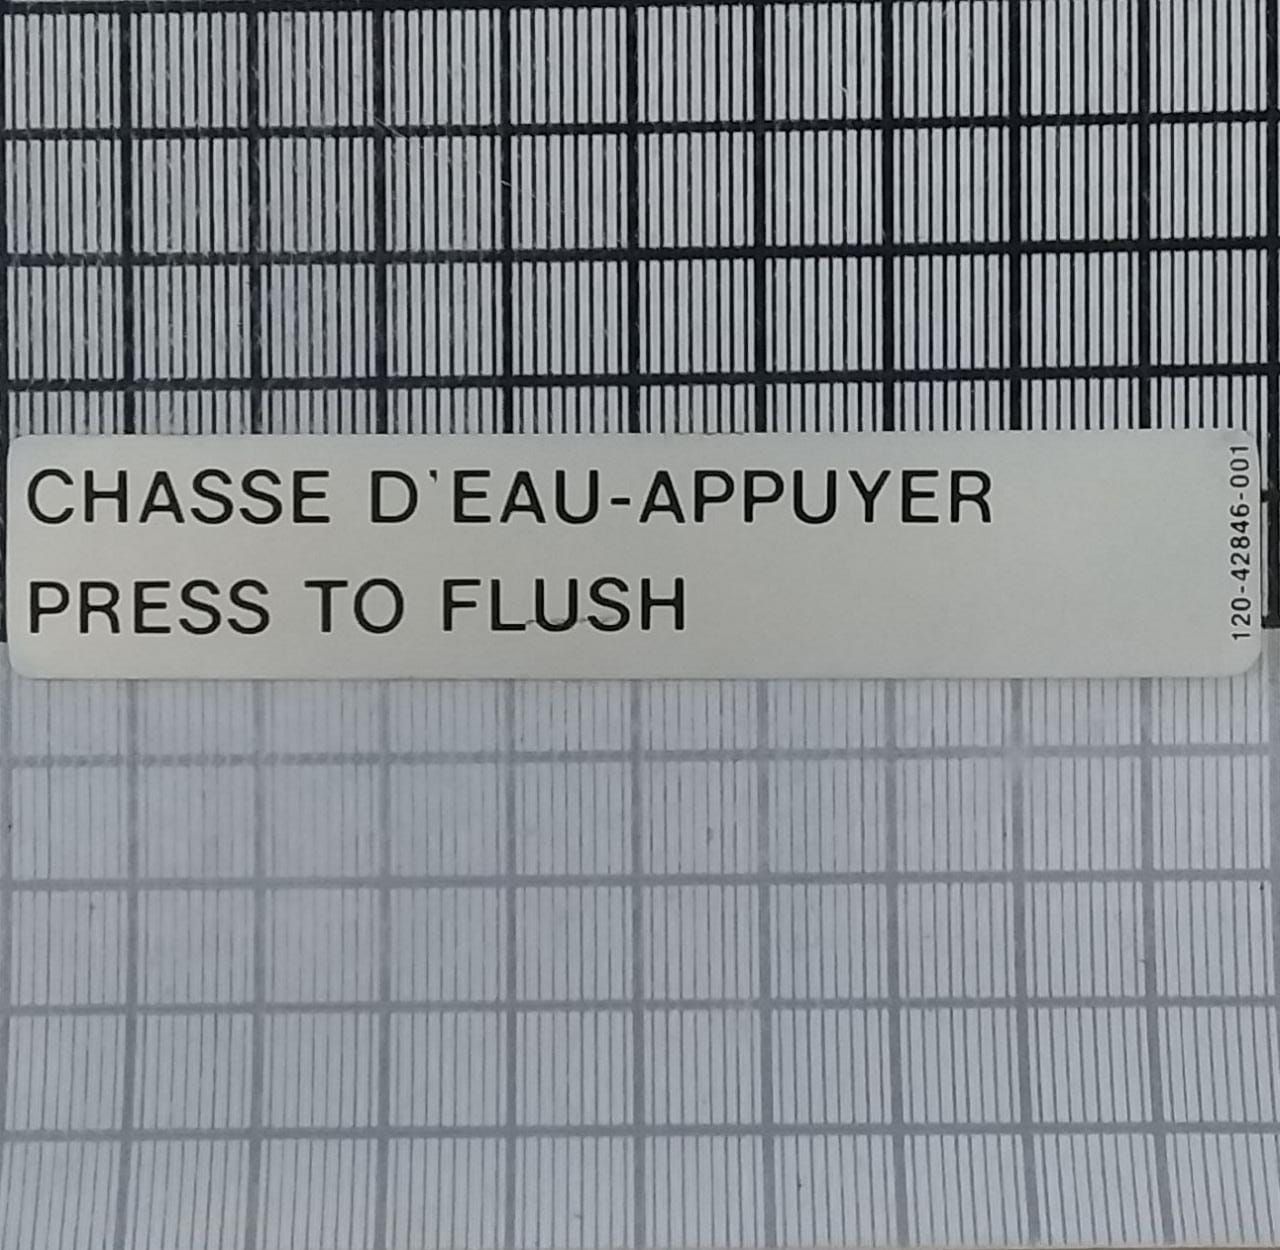 CHASSE D'EAU-APPUYER
PRESS TO FLUSH
120-42846-001